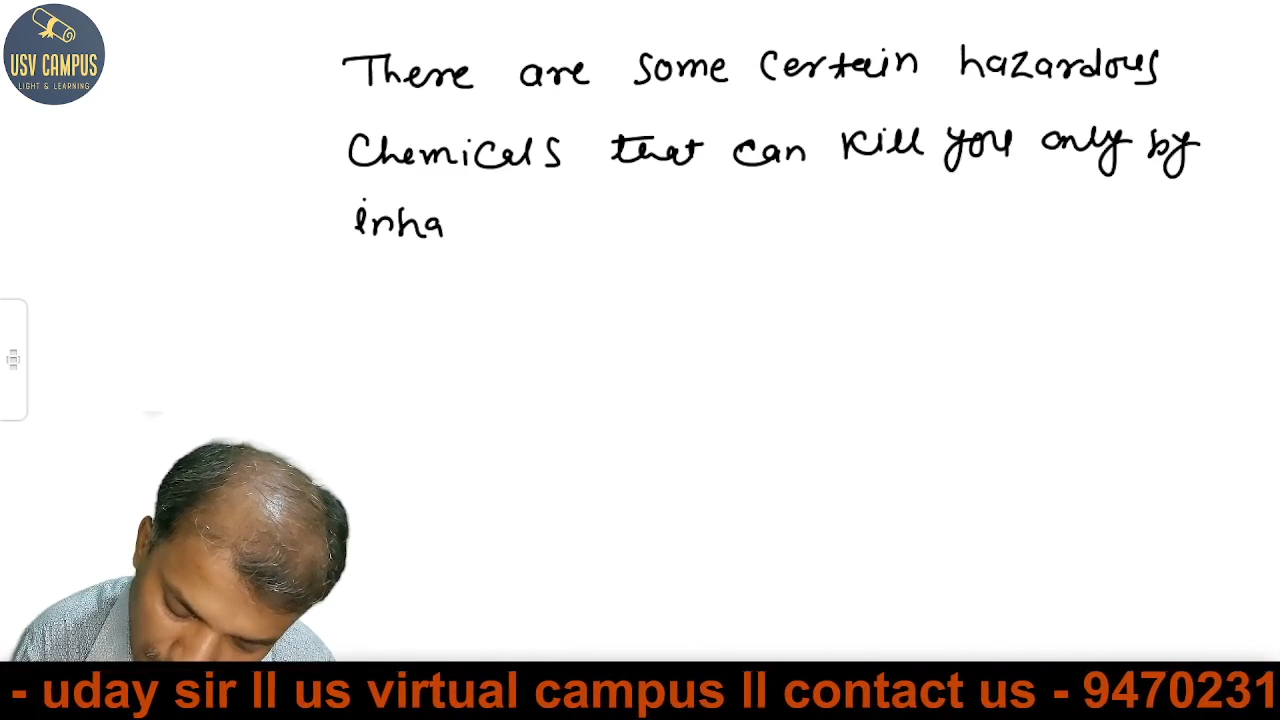 USV CAMPUS
LIGHT & LEARNING
There are some certain hazardous
chemicals that can kill you only by
inha
- uday sir ll us virtual campus ll contact us - 9470231